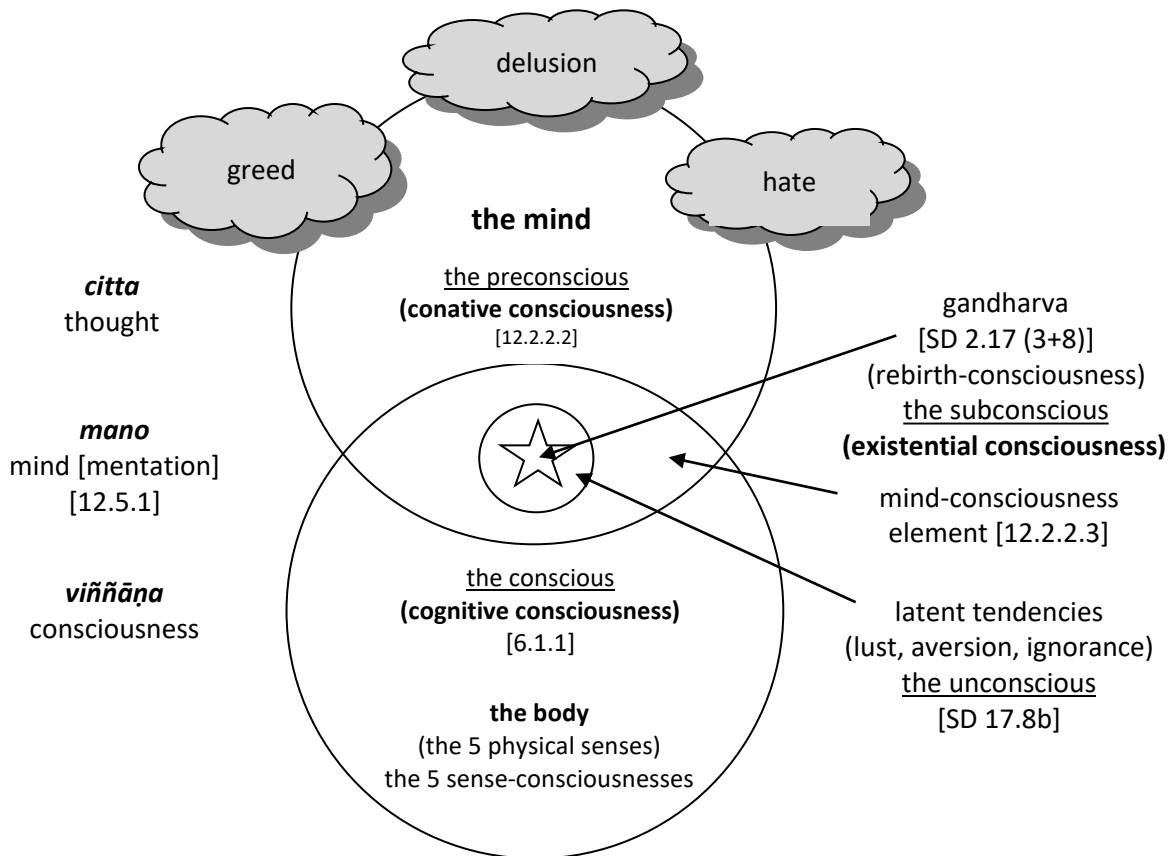 delusion
greed
hate
the mind
the preconscious
(conative consciousness)
[12.2.2.2]
citta
thought
mano
mind [mentation]
[12.5.1]
viññāṇa
consciousness
gandharva
[SD 2.17 (3+8)]
(rebirth-consciousness)
the subconscious
(existential consciousness)
mind-consciousness
element [12.2.2.3]
the conscious
(cognitive consciousness)
[6.1.1]
the body
(the 5 physical senses)
the 5 sense-consciousnesses
latent tendencies
(lust, aversion, ignorance)
the unconscious
[SD 17.8b]